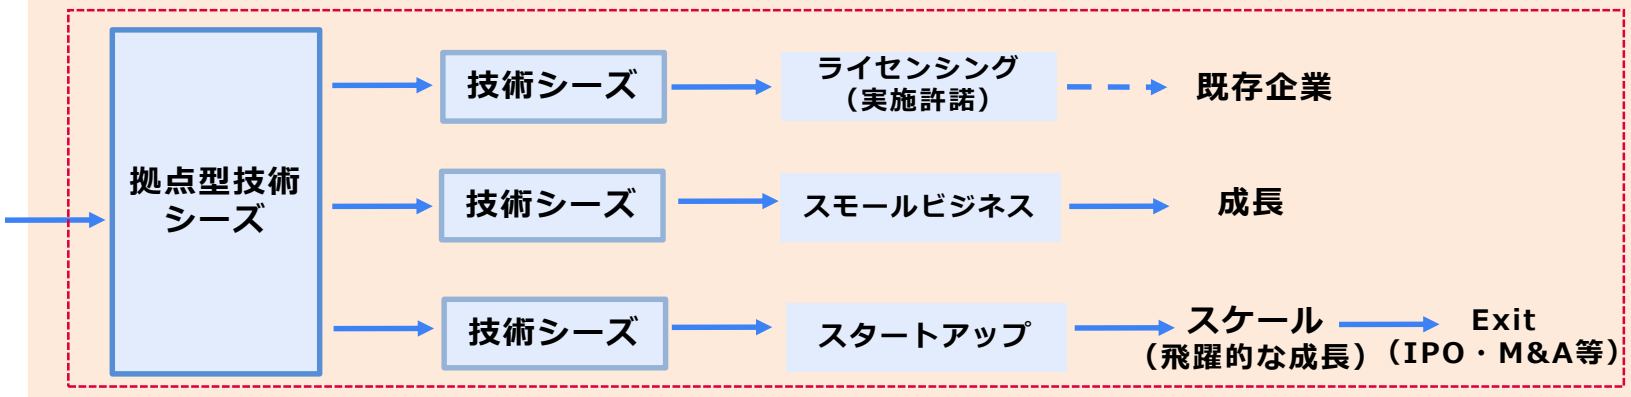 拠点型技術
シーズ
技術シーズ
ライセンシング
（実施許諾）
既存企業
技術シーズ
スモールビジネス
成長
技術シーズ
スタートアップ
スケール
（飛躍的な成長）
Exit
（IPO・M&A等）